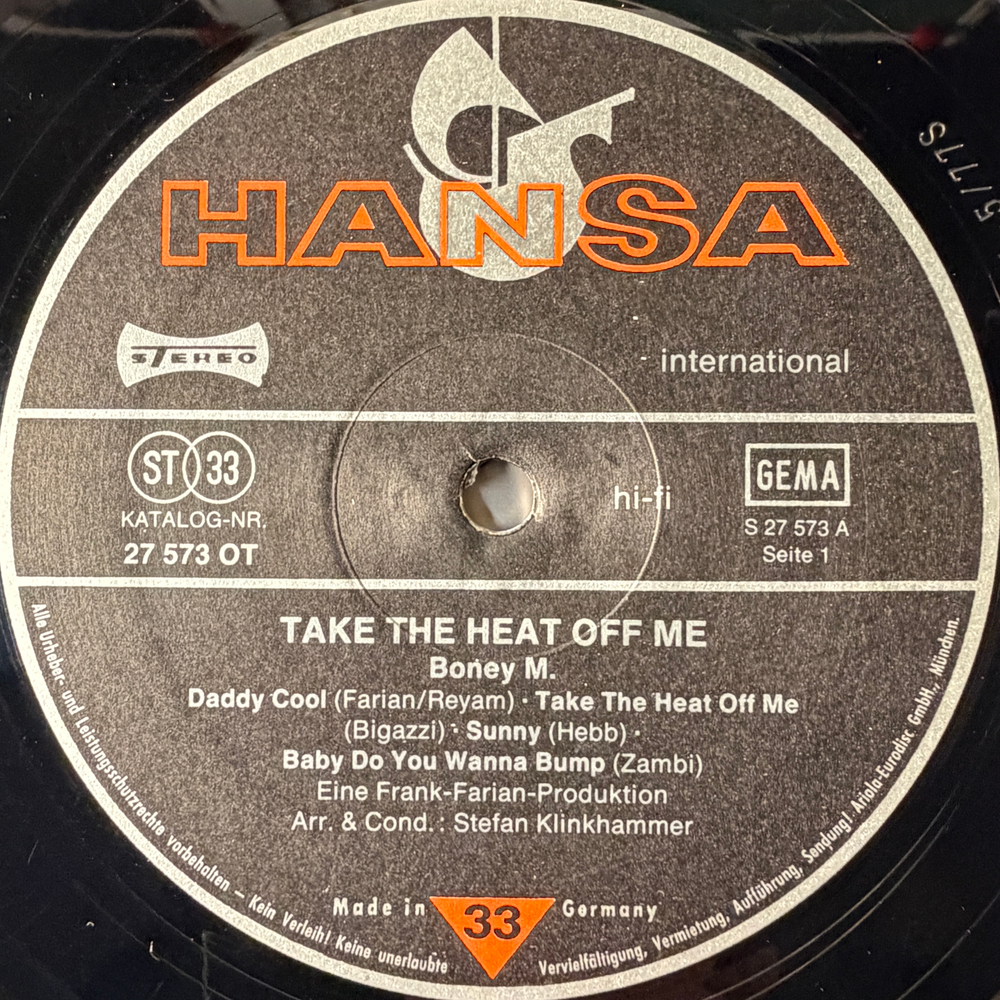 HANSA
STEREO
international
ST 33
KATALOG-NR.
27 573 OT
hi-fi
GEMA
S 27 573 A
Seite 1
TAKE THE HEAT OFF ME
Boney M.
Daddy Cool (Farian/Reyam) · Take The Heat Off Me
(Bigazzi) · Sunny (Hebb) ·
Baby Do You Wanna Bump (Zambi)
Eine Frank-Farian-Produktion
Arr. & Cond.: Stefan Klinkhammer
Made in 33 Germany
Alle Urheber- und Leistungsschutzrechte vorbehalten – Kein Verleih! Keine unerlaubte Vervielfältigung, Vermietung, Aufführung, Sendung! Ariola-Eurodisc GmbH., München.